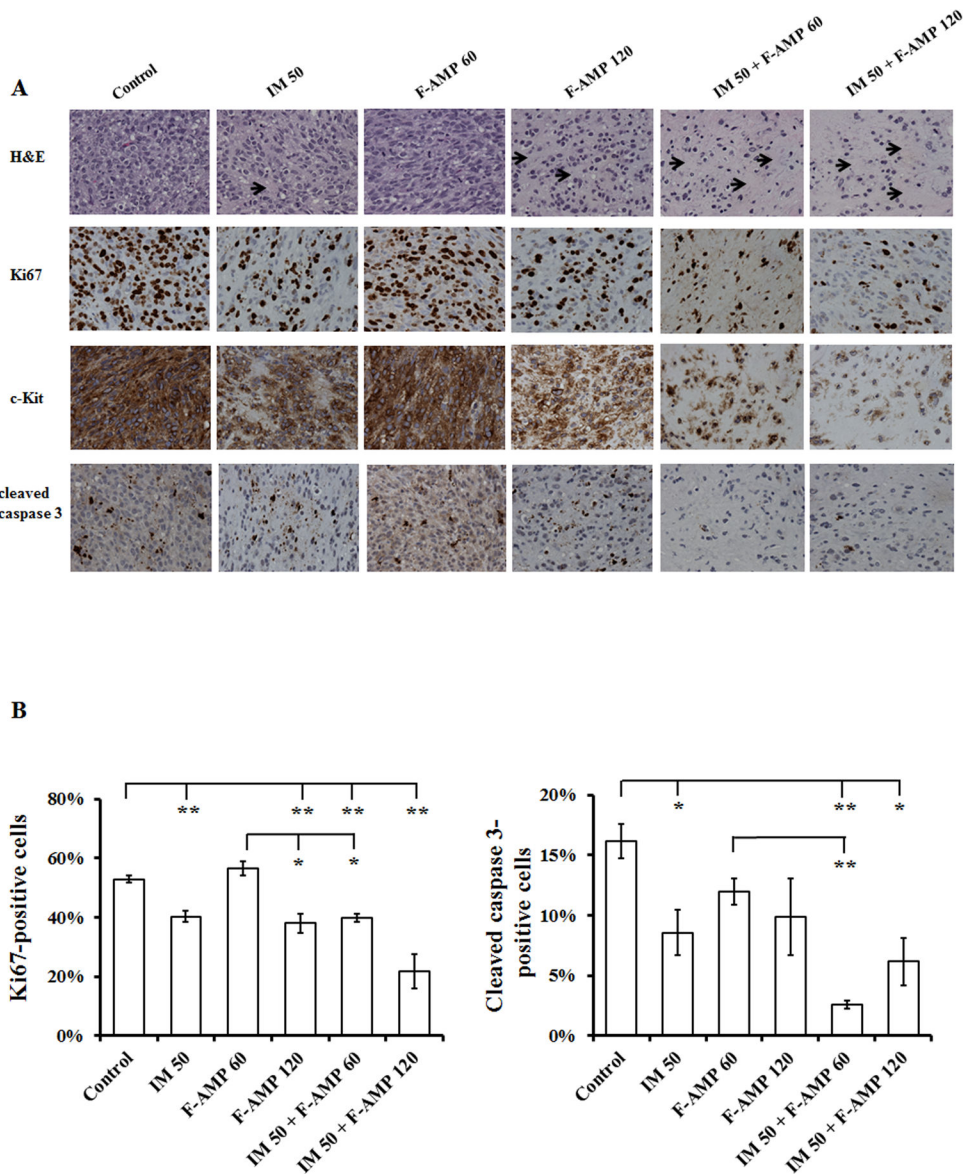 A
Control
IM 50
F-AMP 60
F-AMP 120
IM 50 + F-AMP 60
IM 50 + F-AMP 120
H&E
Ki67
c-Kit
cleaved
caspase 3
B
Ki67-positive cells
80%
60%
40%
20%
0%
**
**
**
**
*
*
Control
IM 50
F-AMP 60
F-AMP 120
IM 50 + F-AMP 60
IM 50 + F-AMP 120
Cleaved caspase 3-
positive cells
20%
15%
10%
5%
0%
*
**
*
**
Control
IM 50
F-AMP 60
F-AMP 120
IM 50 + F-AMP 60
IM 50 + F-AMP 120